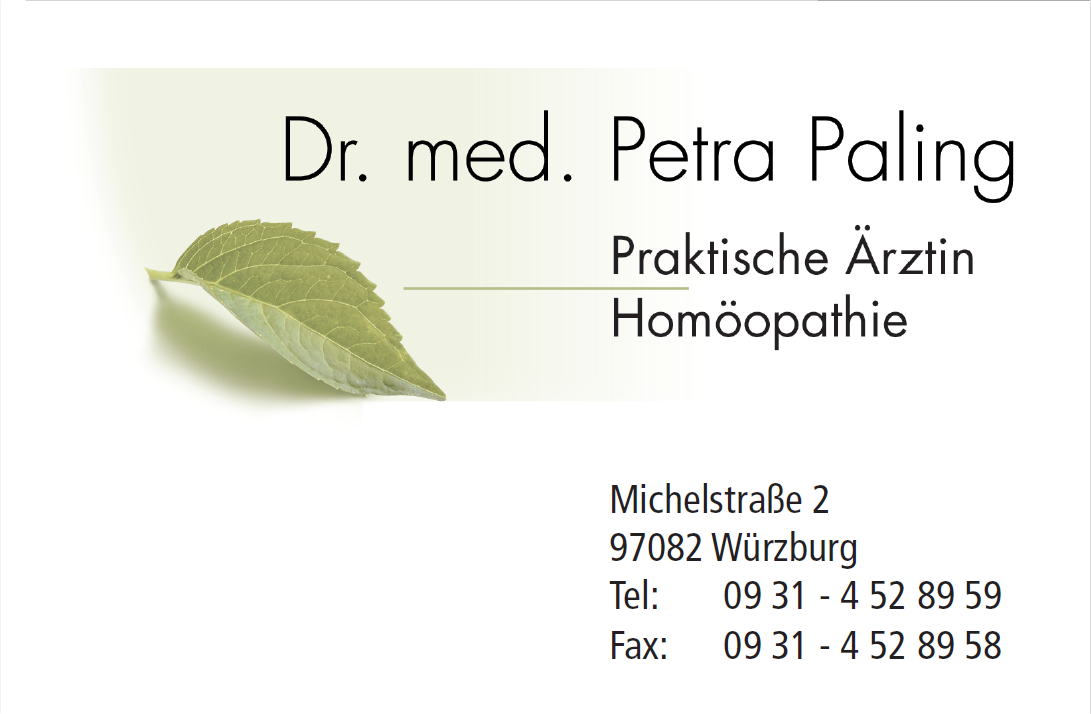 Dr. med. Petra Paling
Praktische Ärztin
Homöopathie
Michelstraße 2
97082 Würzburg
Tel: 09 31 - 4 52 89 59
Fax: 09 31 - 4 52 89 58